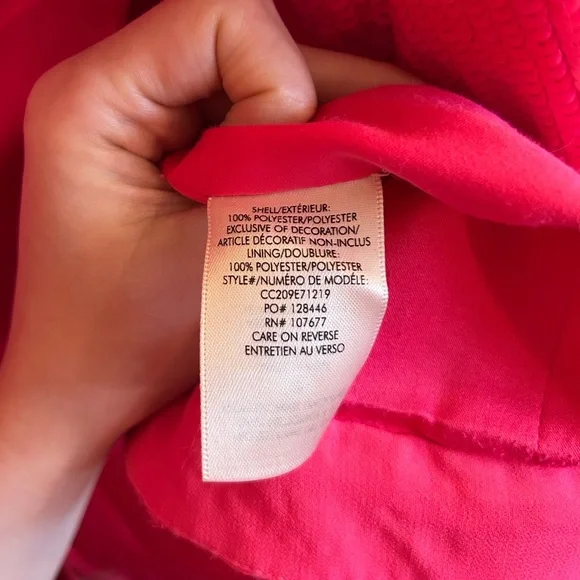 SHELL/EXTÉRIEUR:
100% POLYESTER/POLYESTER
EXCLUSIVE OF DECORATION/
ARTICLE DÉCORATIF NON-INCLUS
LINING/DOUBLURE:
100% POLYESTER/POLYESTER
STYLE#/NUMÉRO DE MODÈLE:
CC209E71219
PO# 128446
RN# 107677
CARE ON REVERSE
ENTRETIEN AU VERSO